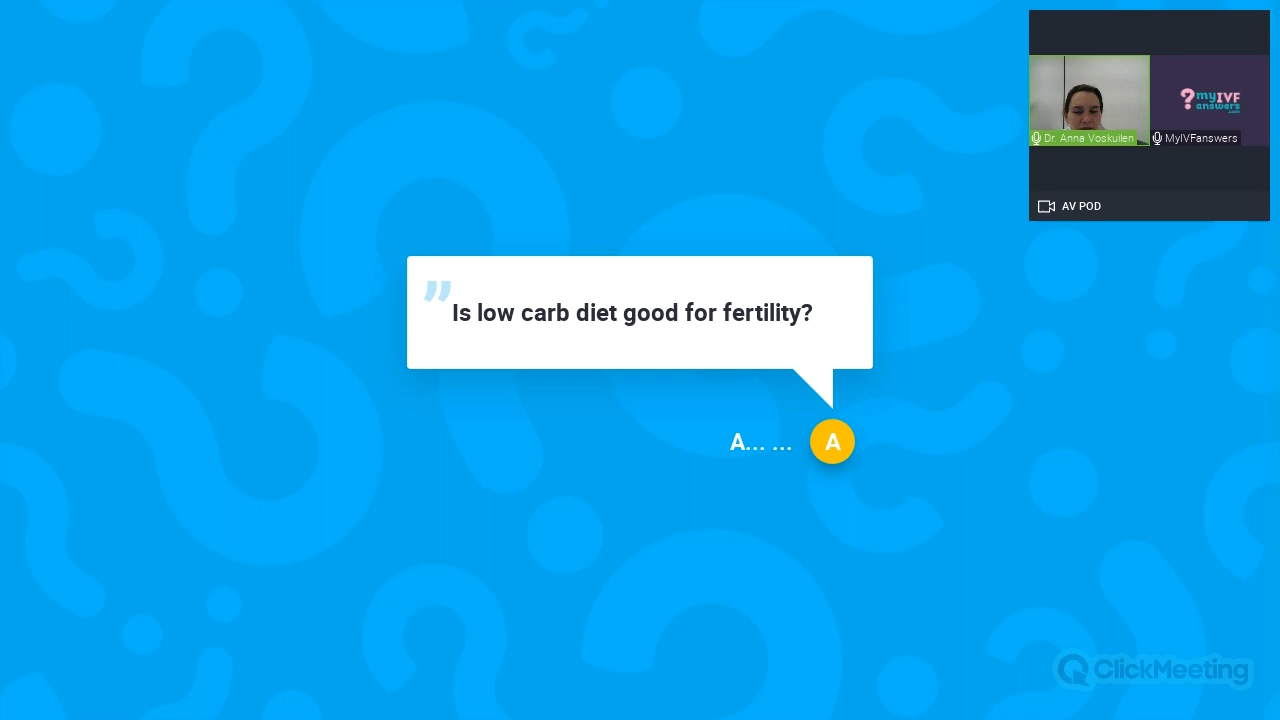 ?myIVF
answers
Dr. Anna Voskuilen
MyIVFanswers
AV POD
” Is low carb diet good for fertility?
A... ...
A
ClickMeeting